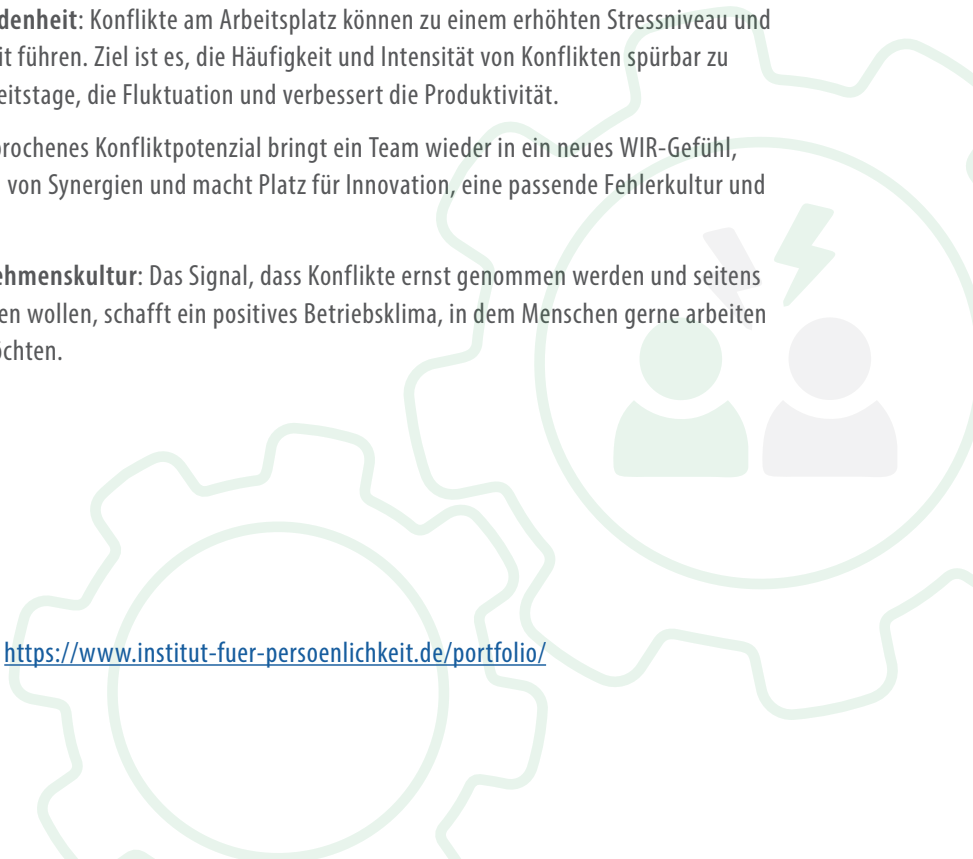 denheit: Konflikte am Arbeitsplatz können zu einem erhöhten Stressniveau und
it führen. Ziel ist es, die Häufigkeit und Intensität von Konflikten spürbar zu
eitstage, die Fluktuation und verbessert die Produktivität.
rochenes Konfliktpotenzial bringt ein Team wieder in ein neues WIR-Gefühl,
von Synergien und macht Platz für Innovation, eine passende Fehlerkultur und
ehmenskultur: Das Signal, dass Konflikte ernst genommen werden und seitens
en wollen, schafft ein positives Betriebsklima, in dem Menschen gerne arbeiten
öchten.
https://www.institut-fuer-persoenlichkeit.de/portfolio/